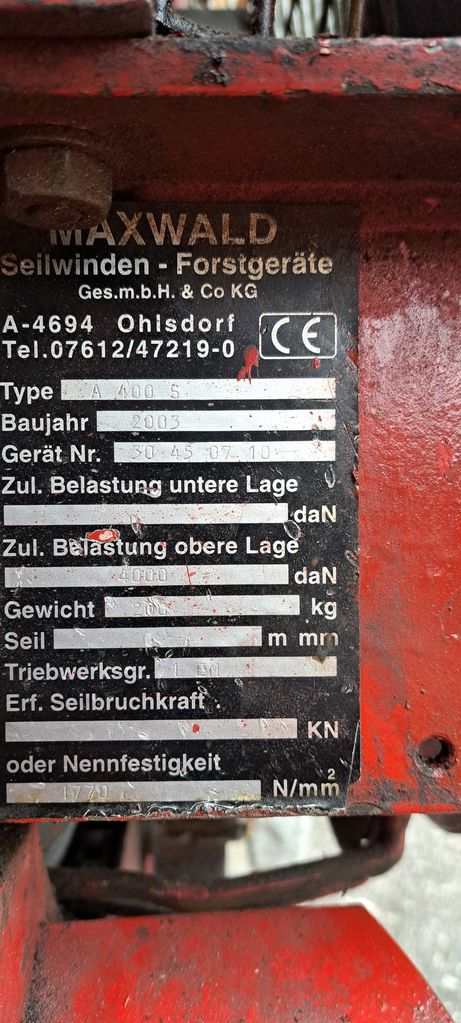 MAXWALD
Seilwinden - Forstgeräte
Ges.m.b.H. & Co KG
A-4694 Ohlsdorf
Tel.07612/47219-0 CE
Type A 400 S
Baujahr 2003
Gerät Nr. 30 45 07 10
Zul. Belastung untere Lage
daN
Zul. Belastung obere Lage
4000 daN
Gewicht kg
Seil m mm
Triebwerksgr. 1
Erf. Seilbruchkraft
KN
oder Nennfestigkeit
1770 N/mm²